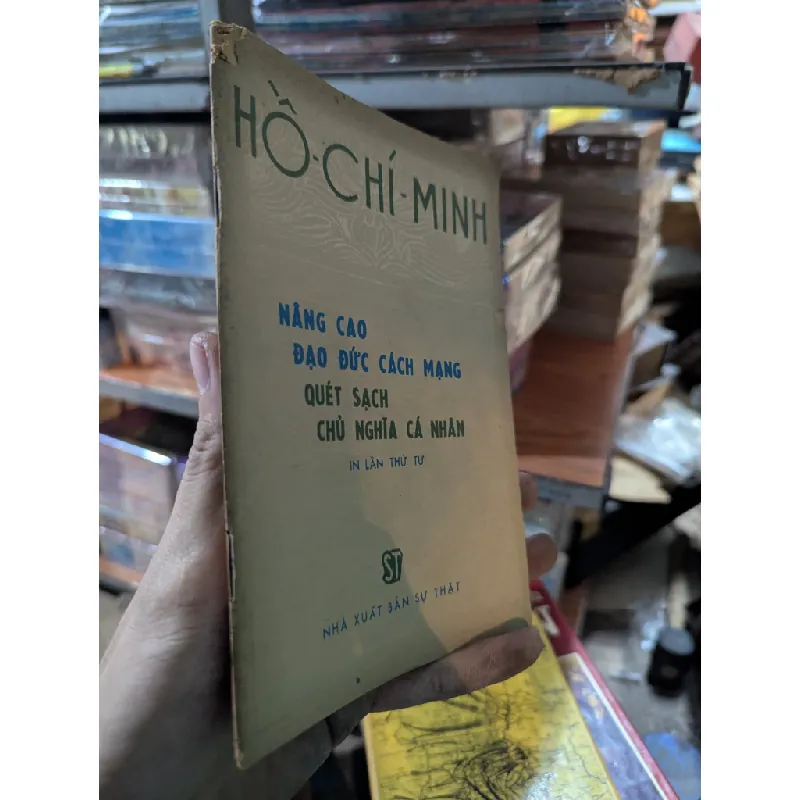 HỒ-CHÍ-MINH
NÂNG CAO
ĐẠO ĐỨC CÁCH MẠNG
QUÉT SẠCH
CHỦ NGHĨA CÁ NHÂN
IN LẦN THỨ TƯ
ST
NHÀ XUẤT BẢN SỰ THẬT